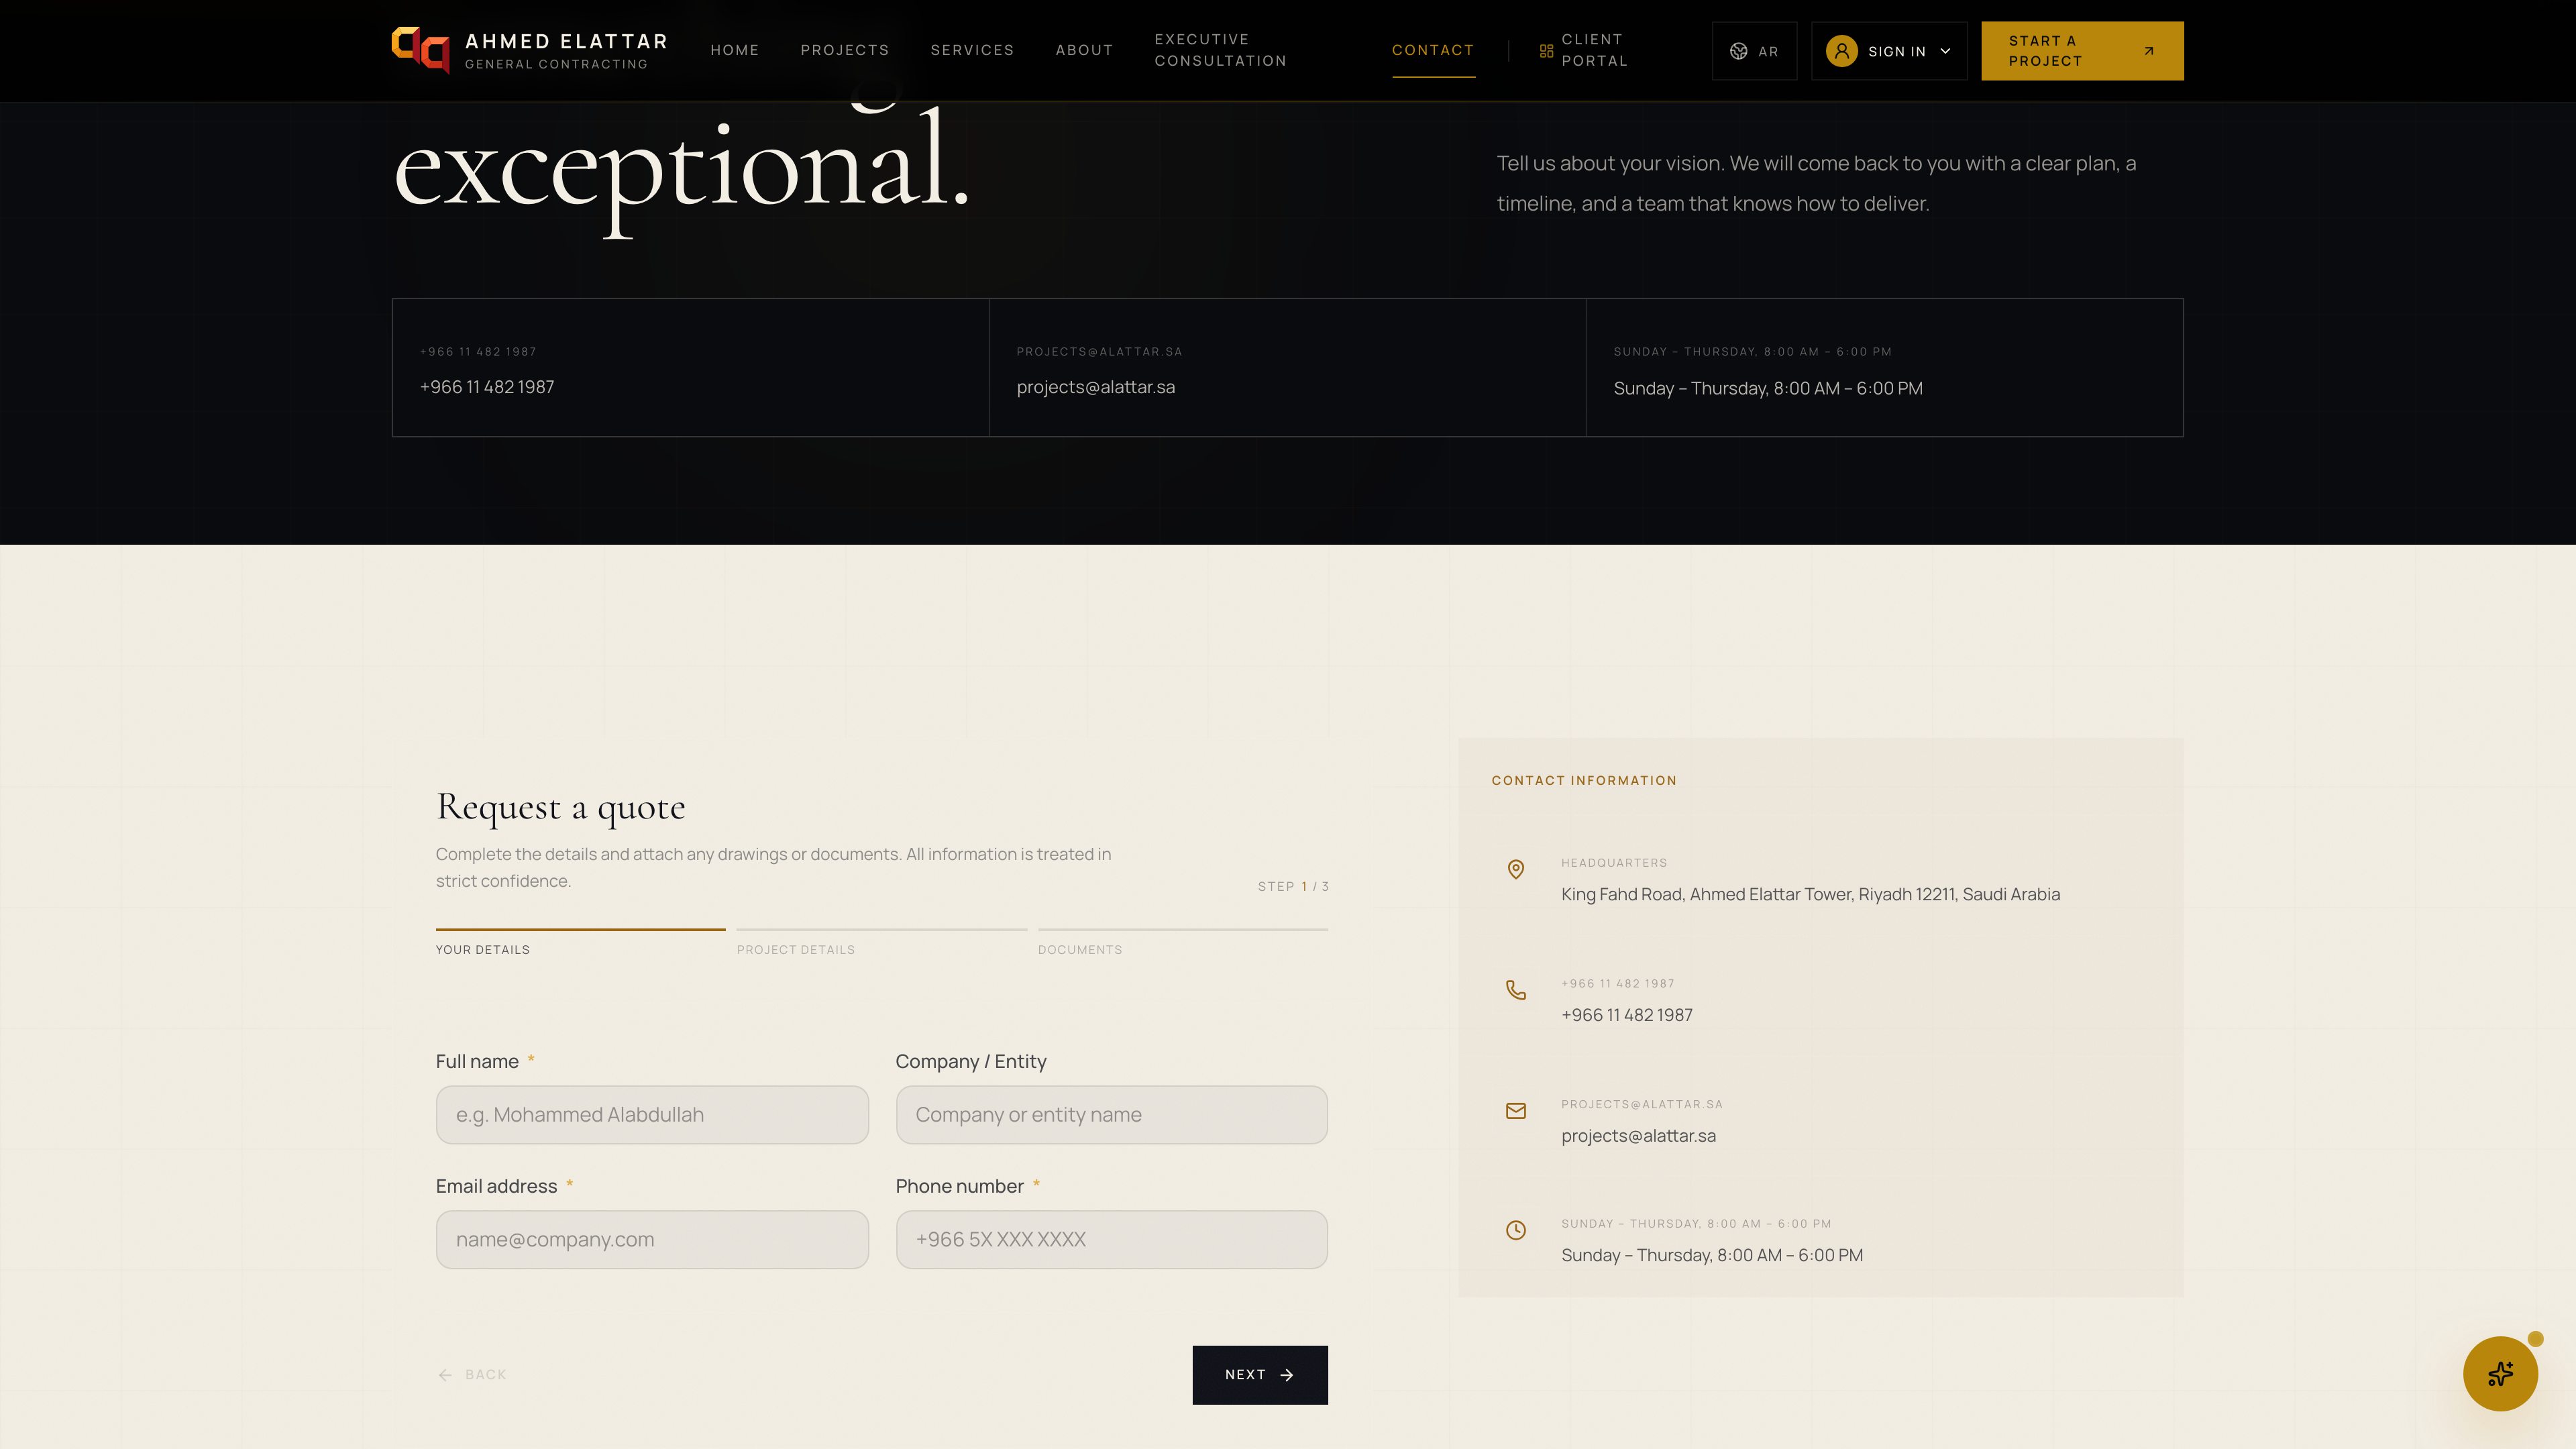 AHMED ELATTAR
GENERAL CONTRACTING
HOME
PROJECTS
SERVICES
ABOUT
EXECUTIVE
CONSULTATION
CONTACT
CLIENT
PORTAL
AR
SIGN IN
START A
PROJECT
exceptional.
Tell us about your vision. We will come back to you with a clear plan, a
timeline, and a team that knows how to deliver.
+966 11 482 1987
+966 11 482 1987
PROJECTS@ALATTAR.SA
projects@alattar.sa
SUNDAY – THURSDAY, 8:00 AM – 6:00 PM
Sunday – Thursday, 8:00 AM – 6:00 PM
Request a quote
Complete the details and attach any drawings or documents. All information is treated in
strict confidence.
STEP 1 / 3
YOUR DETAILS
PROJECT DETAILS
DOCUMENTS
Full name *
e.g. Mohammed Alabdullah
Company / Entity
Company or entity name
Email address *
name@company.com
Phone number *
+966 5X XXX XXXX
BACK
NEXT
CONTACT INFORMATION
HEADQUARTERS
King Fahd Road, Ahmed Elattar Tower, Riyadh 12211, Saudi Arabia
+966 11 482 1987
+966 11 482 1987
PROJECTS@ALATTAR.SA
projects@alattar.sa
SUNDAY – THURSDAY, 8:00 AM – 6:00 PM
Sunday – Thursday, 8:00 AM – 6:00 PM